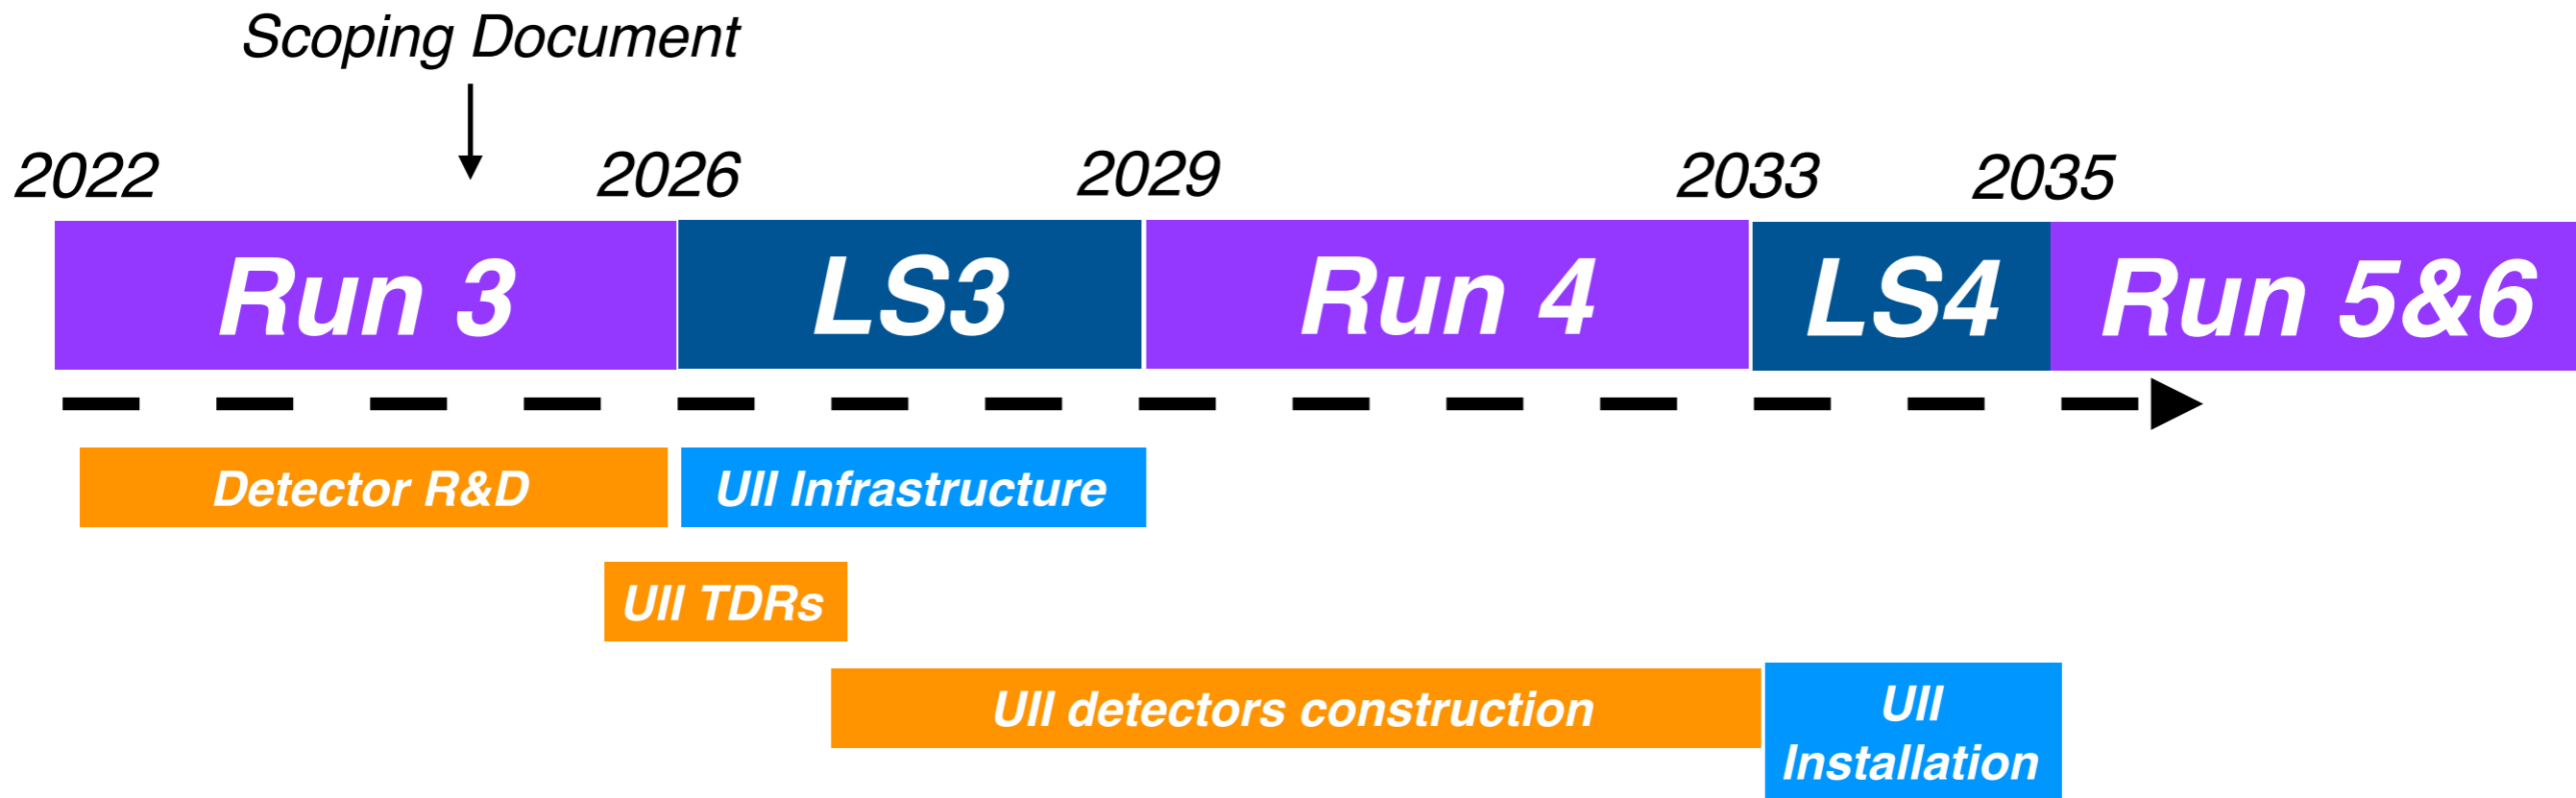 Scoping Document
2022 2026 2029 2033 2035
Run 3 LS3 Run 4 LS4 Run 5&6
Detector R&D UII Infrastructure
UII TDRs
UII detectors construction
UII
Installation